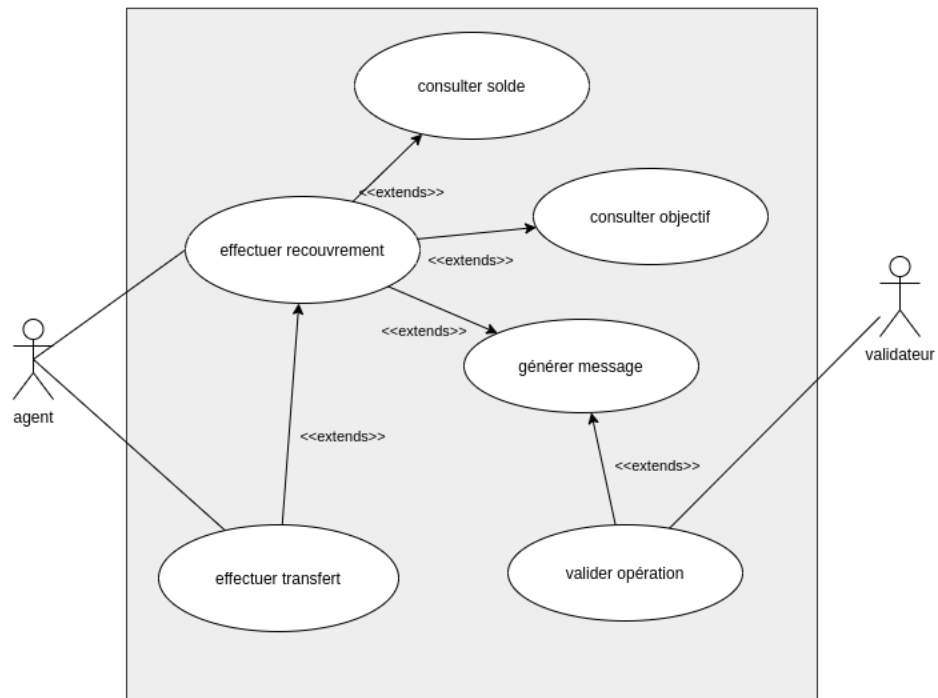 consulter solde
<<extends>>
consulter objectif
effectuer recouvrement
<<extends>>
<<extends>>
validateur
générer message
agent
<<extends>>
<<extends>>
effectuer transfert
valider opération